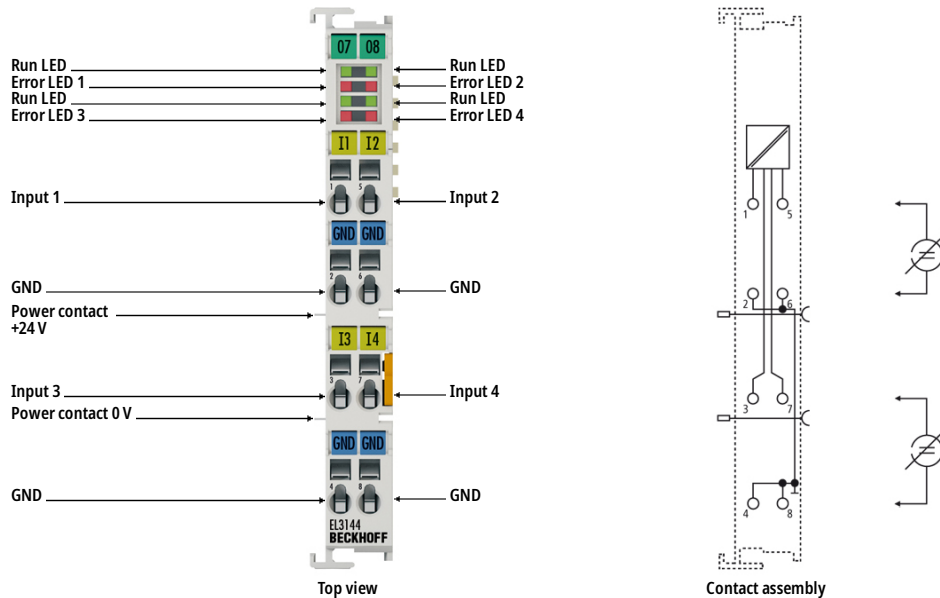 07 08
Run LED
Run LED
Error LED 1
Error LED 2
Run LED
Run LED
Error LED 3
Error LED 4
I1 I2
1 5
Input 1
Input 2
GND GND
2 6
GND
GND
Power contact
+24 V
I3 I4
3 7
Input 3
Input 4
Power contact 0 V
GND GND
4 8
GND
GND
EL3144
BECKHOFF
Top view
1 5
2 6
3 7
4 8
Contact assembly